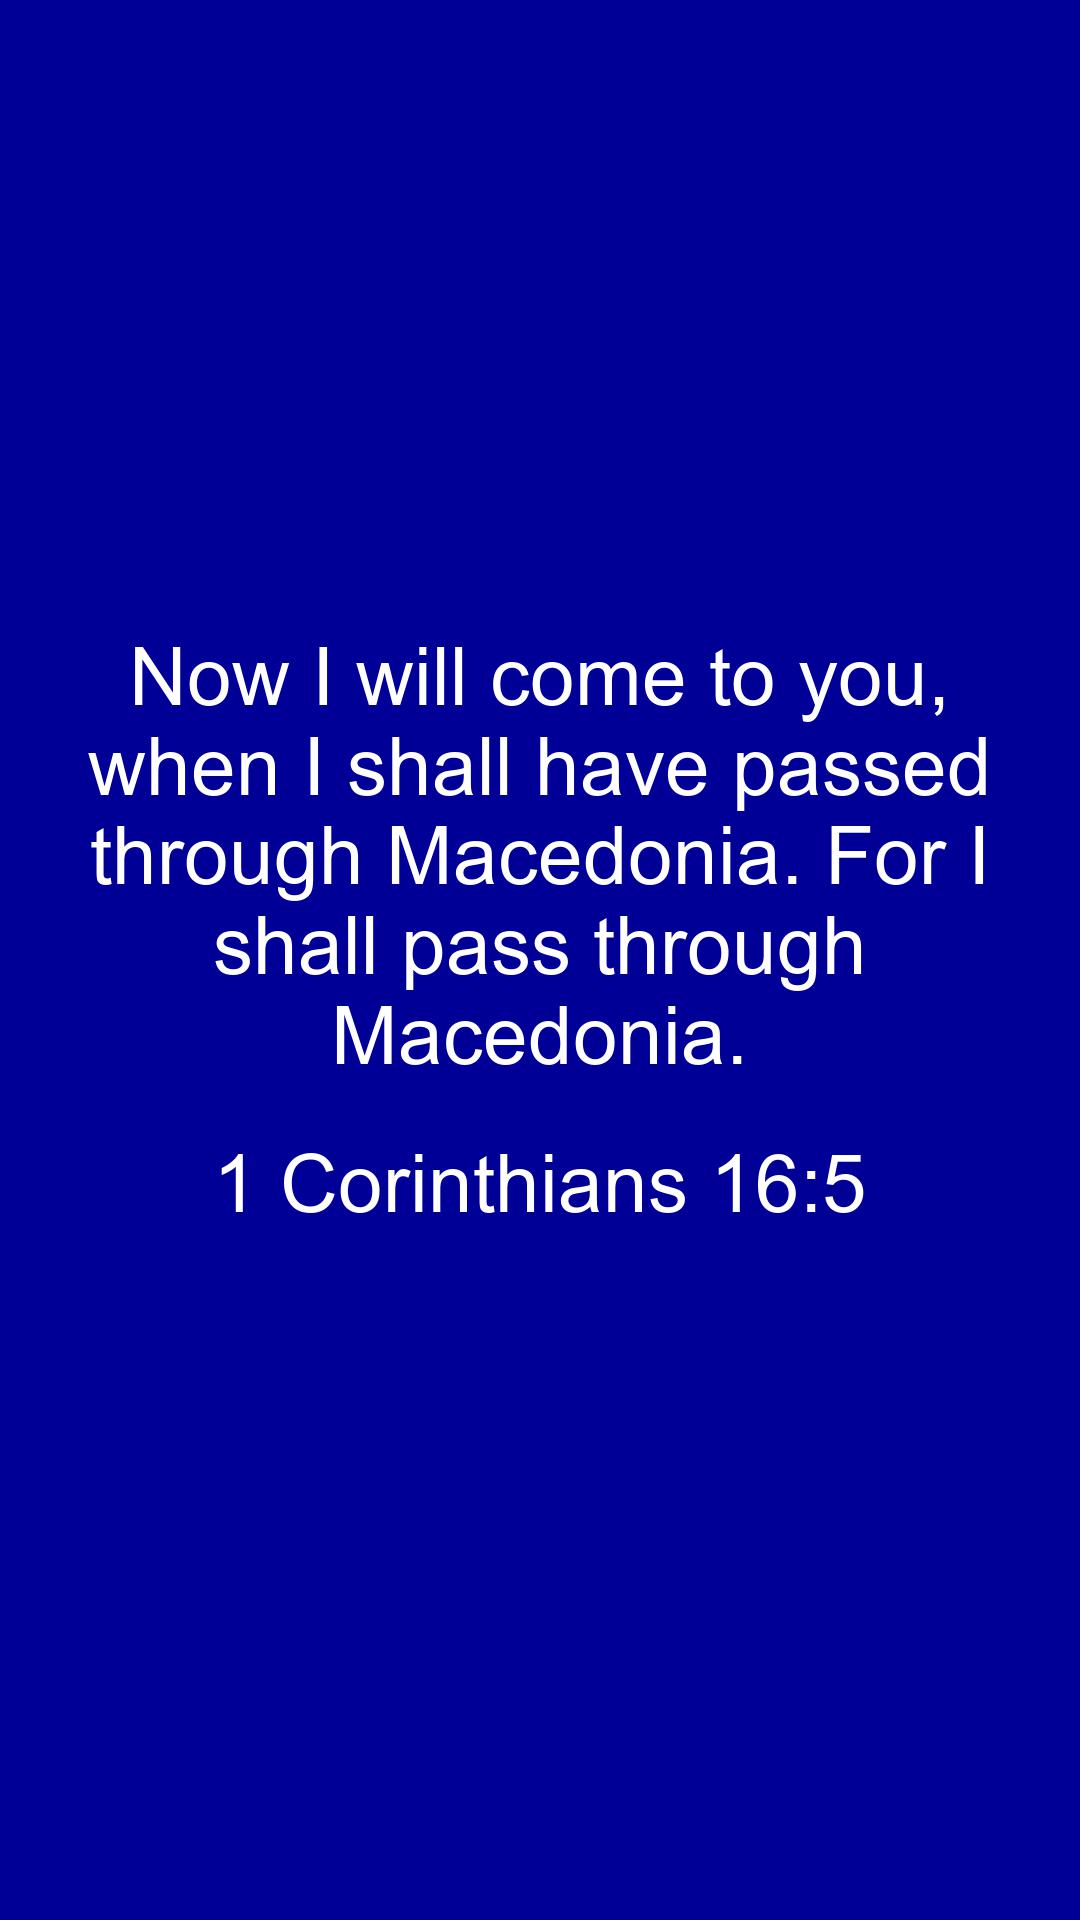 Now I will come to you,
when I shall have passed
through Macedonia. For I
shall pass through
Macedonia.
1 Corinthians 16:5